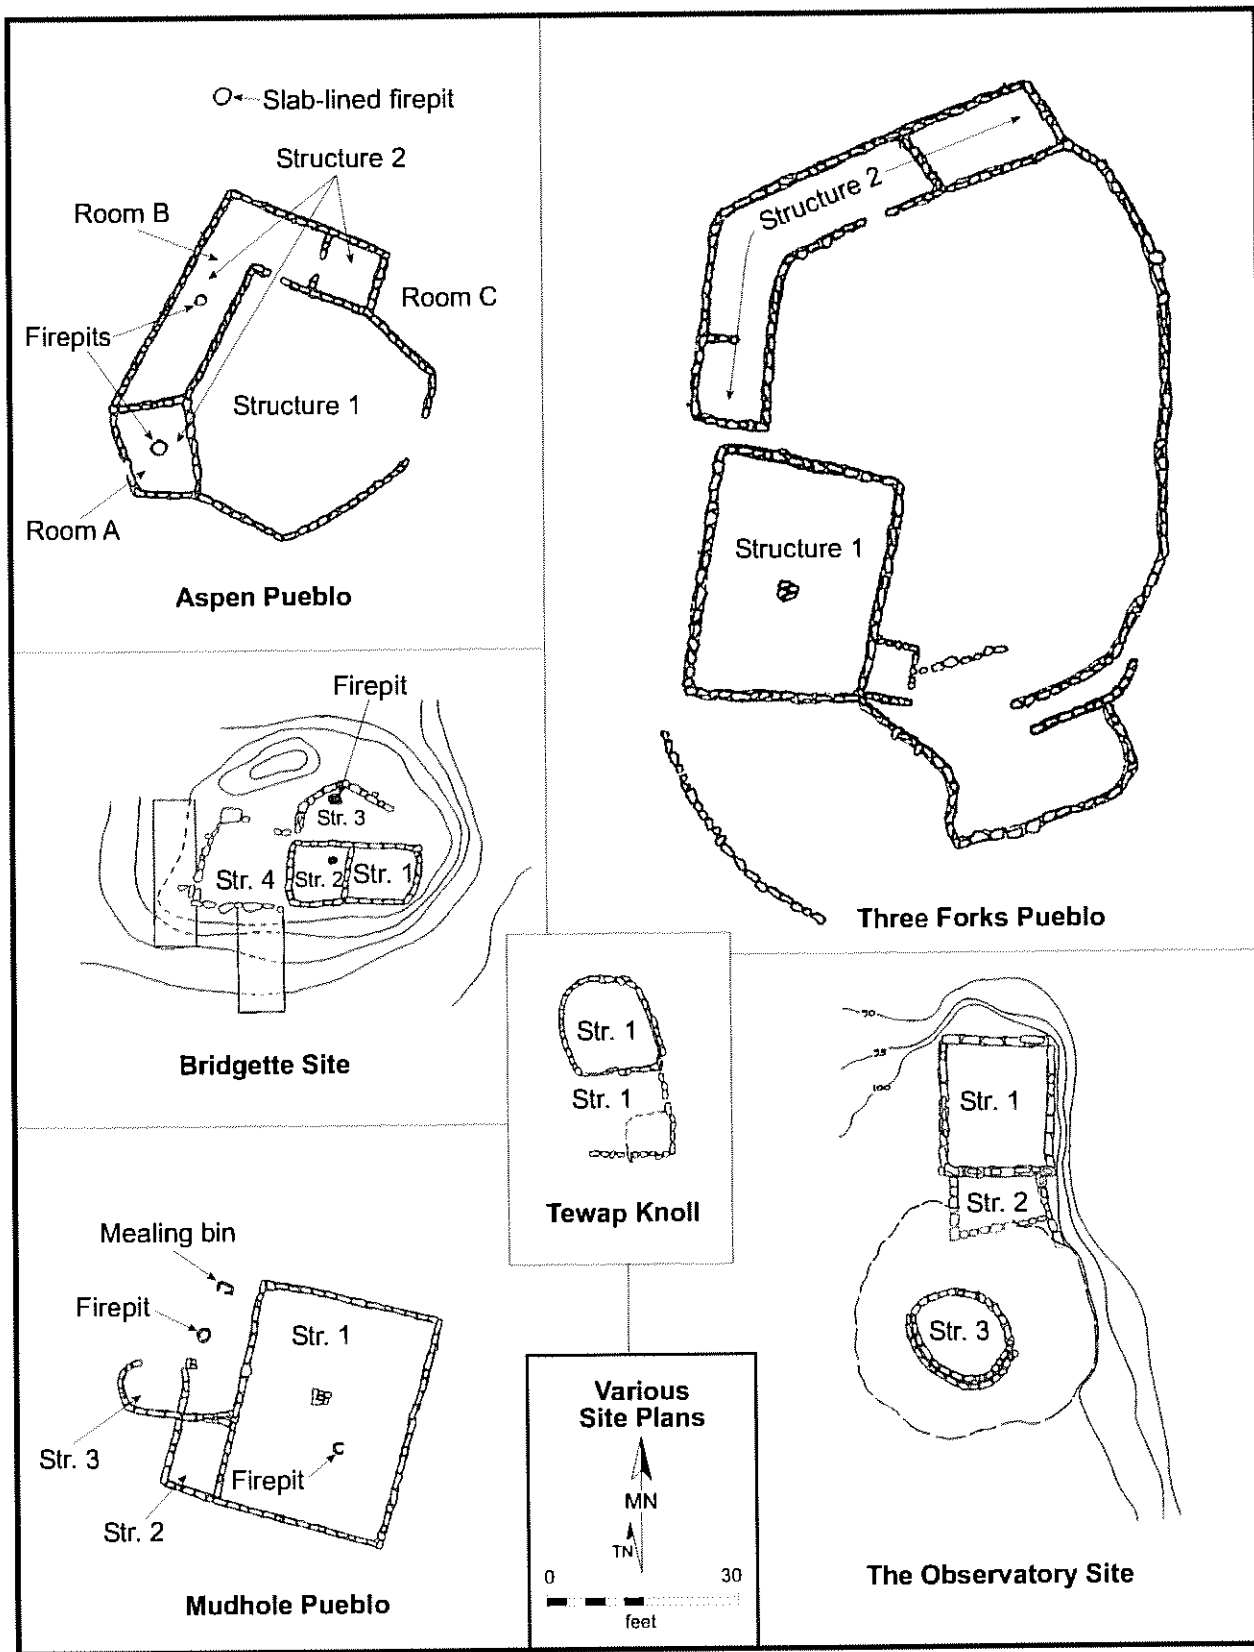 Slab-lined firepit
Structure 2
Room B
Room C
Firepits
Structure 1
Room A
Aspen Pueblo
Structure 2
Structure 1
Three Forks Pueblo
Firepit
Str. 3
Str. 4
Str. 2
Str. 1
Bridgette Site
Str. 1
Str. 1
Tewap Knoll
90
95
100
Str. 1
Str. 2
Str. 3
The Observatory Site
Mealing bin
Firepit
Str. 1
Str. 3
Firepit
Str. 2
Mudhole Pueblo
Various
Site Plans
MN
TN
0 30
feet